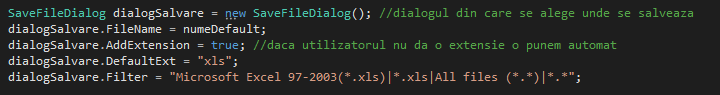 SaveFileDialog dialogSalvare = new SaveFileDialog(); //dialogul din care se alege unde se salveaza
dialogSalvare.FileName = numeDefault;
dialogSalvare.AddExtension = true; //daca utilizatorul nu da o extensie o punem automat
dialogSalvare.DefaultExt = "xls";
dialogSalvare.Filter = "Microsoft Excel 97-2003(*.xls)|*.xls|All files (*.*)|*.*";